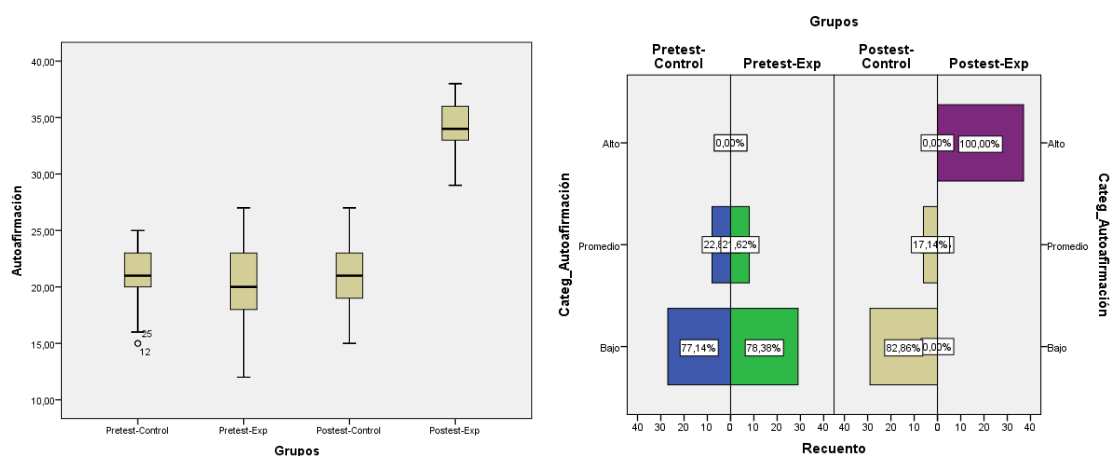 40,00
35,00
30,00
25,00
20,00
15,00
10,00
Autoafirmación
25
12
Pretest-Control
Pretest-Exp
Postest-Control
Postest-Exp
Grupos
Grupos
Pretest-
Control
Pretest-Exp
Postest-
Control
Postest-Exp
Categ_Autoafirmación
Alto
Promedio
Bajo
0,00%
0,00%
100,00%
21,62%
17,14%
77,14%
78,38%
82,86%
0,00%
Alto
Promedio
Bajo
Categ_Autoafirmación
40 30 20 10 0 10 20 30 40 40 30 20 10 0 10 20 30 40
Recuento